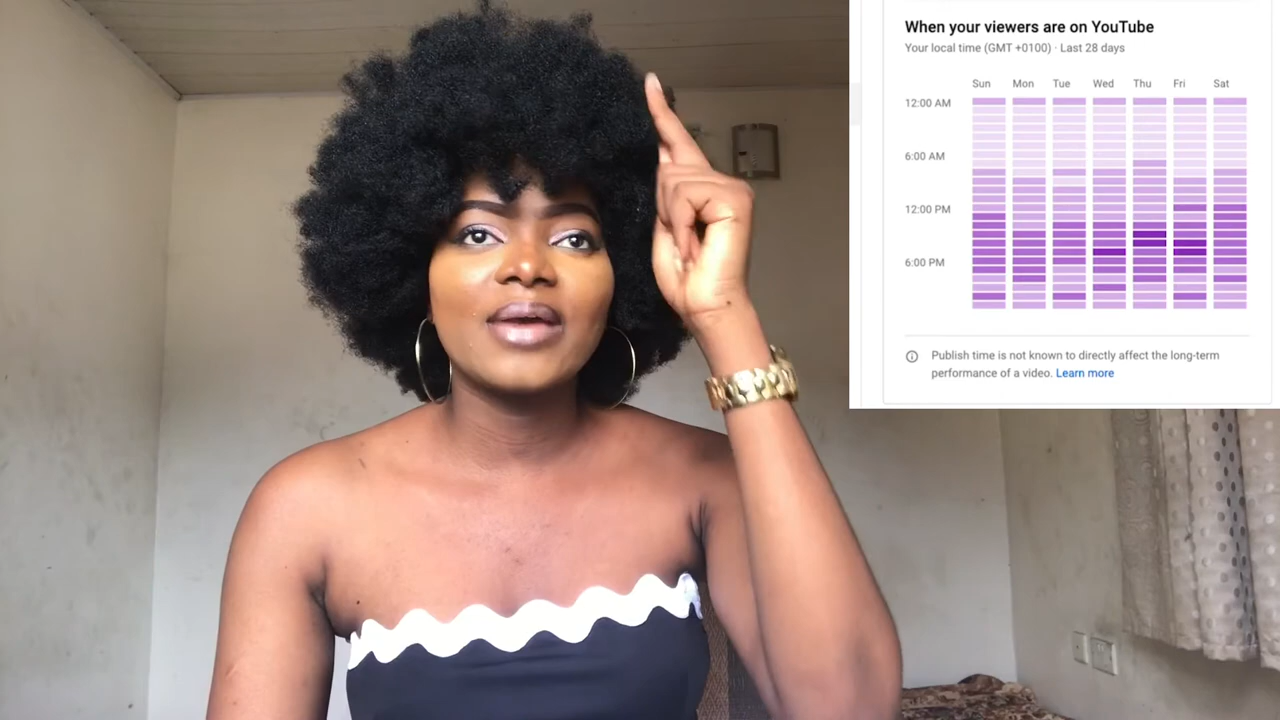 When your viewers are on YouTube
Your local time (GMT +0100) · Last 28 days
Sun Mon Tue Wed Thu Fri Sat
12:00 AM
6:00 AM
12:00 PM
6:00 PM
Publish time is not known to directly affect the long-term
performance of a video. Learn more